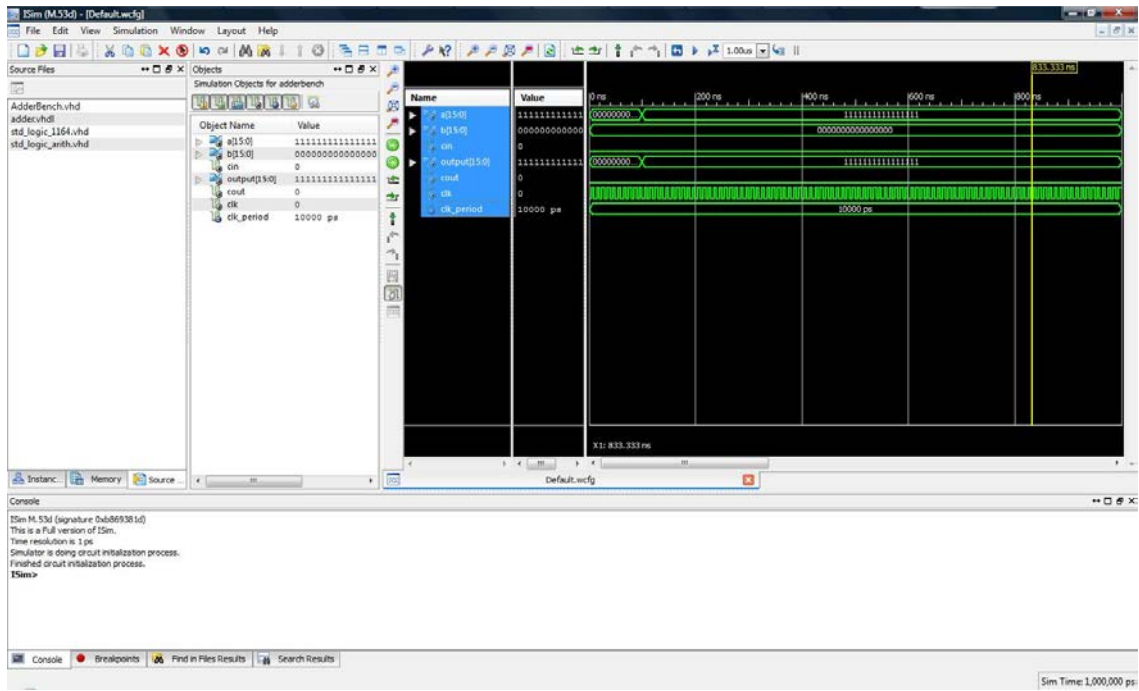 ISim (M.53d) - [Default.wcfg]
File Edit View Simulation Window Layout Help
1.00us
Source Files
AdderBench.vhd
adder.vhdl
std_logic_1164.vhd
std_logic_arith.vhd
Instanc... Memory Source ...
Objects
Simulation Objects for adderbench
Object Name Value
a[15:0] 1111111111111111
b[15:0] 0000000000000000
cin 0
output[15:0] 1111111111111111
cout 0
clk 0
clk_period 10000 ps
833.333 ns
Name Value 0 ns 200 ns 400 ns 600 ns 800 ns
a[15:0] 111111111111 00000000... 1111111111111111
b[15:0] 000000000000 0000000000000000
cin 0
output[15:0] 111111111111 00000000... 1111111111111111
cout 0
clk 0
clk_period 10000 ps 10000 ps
X1: 833.333 ns
Default.wcfg
Console
ISim M.53d (signature 0xb869381d)
This is a Full version of ISim.
Time resolution is 1 ps
Simulator is doing circuit initialization process.
Finished circuit initialization process.
ISim>
Console Breakpoints Find in Files Results Search Results
Sim Time: 1,000,000 ps